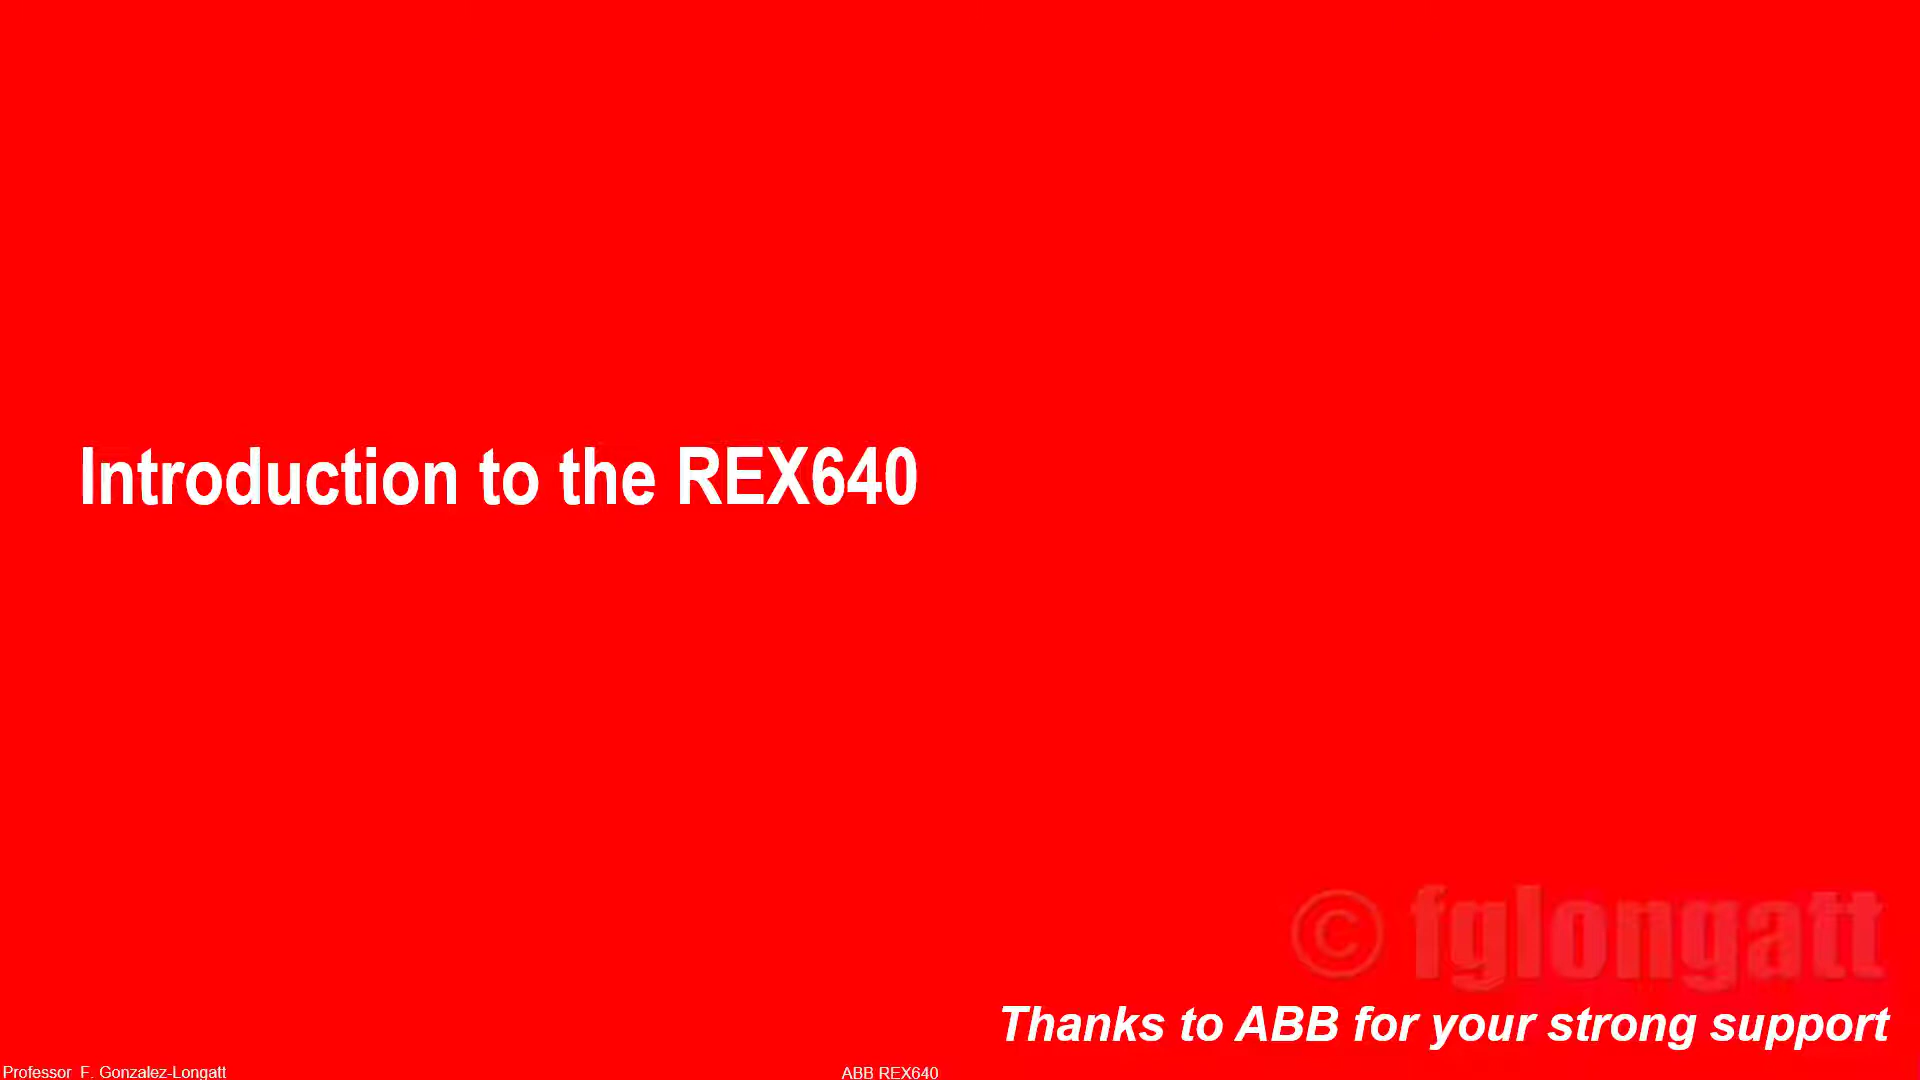 Introduction to the REX640
© fglongatt
Thanks to ABB for your strong support
Professor F. Gonzalez-Longatt
ABB REX640